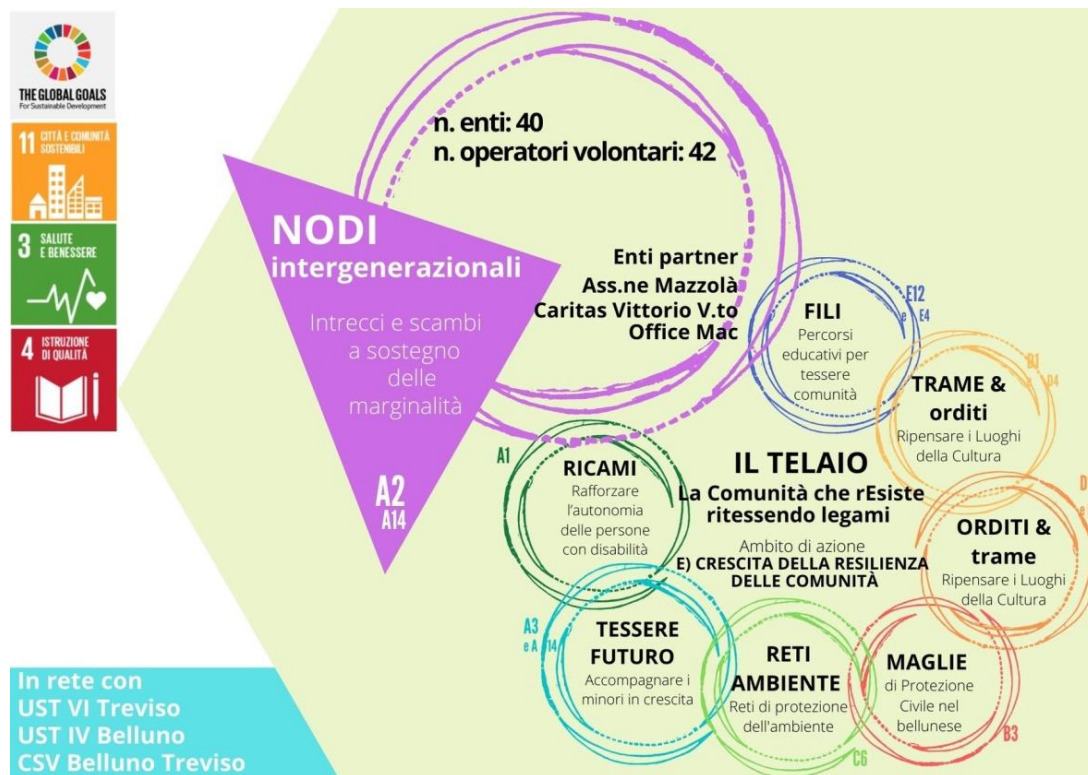 THE GLOBAL GOALS
For Sustainable Development
11 CITTÀ E COMUNITÀ
SOSTENIBILI
3 SALUTE
E BENESSERE
4 ISTRUZIONE
DI QUALITÀ
n. enti: 40
n. operatori volontari: 42
NODI
intergenerazionali
Intrecci e scambi
a sostegno
delle
marginalità
A2
A14
Enti partner
Ass.ne Mazzolà
Caritas Vittorio V.to
Office Mac
FILI
Percorsi
educativi per
tessere
comunità
E12
e E4
TRAME &
orditi
Ripensare i Luoghi
della Cultura
D1
D4
A1
RICAMI
Rafforzare
l'autonomia
delle persone
con disabilità
IL TELAIO
La Comunità che rEsiste
ritessendo legami
Ambito di azione
E) CRESCITA DELLA RESILIENZA
DELLE COMUNITÀ
ORDITI &
trame
Ripensare i Luoghi
della Cultura
D
e
A3
e A 14
TESSERE
FUTURO
Accompagnare i
minori in crescita
RETI
AMBIENTE
Reti di protezione
dell'ambiente
C6
MAGLIE
di Protezione
Civile nel
bellunese
B3
In rete con
UST VI Treviso
UST IV Belluno
CSV Belluno Treviso